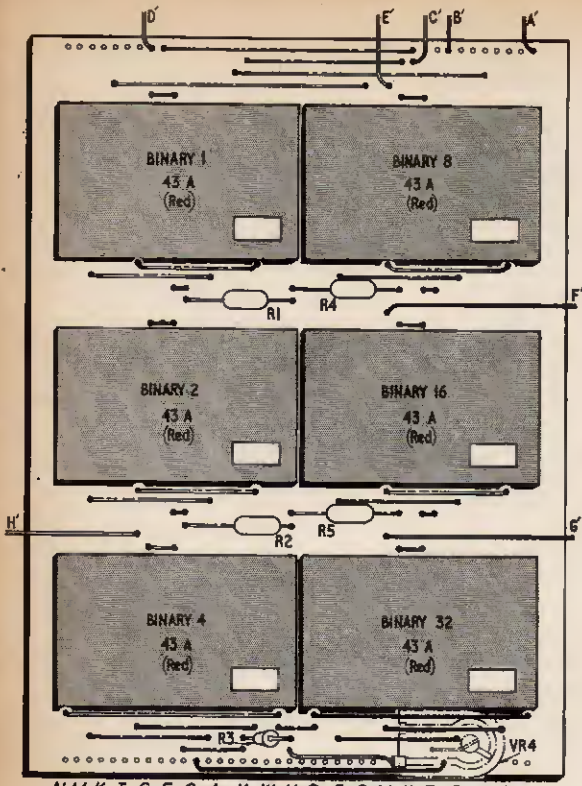 D′ E′ C′ B′ A′
BINARY 1
43 A
(Red)
BINARY 8
43 A
(Red)
R1
R4
F′
BINARY 2
43 A
(Red)
BINARY 16
43 A
(Red)
H′
R2
R5
G′
BINARY 4
43 A
(Red)
BINARY 32
43 A
(Red)
R3
VR4